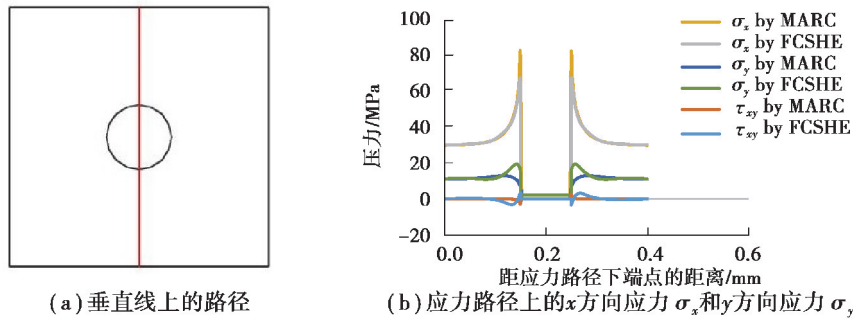 100
80
60
40
20
0
−20
压力/MPa
σx by MARC
σx by FCSHE
σy by MARC
σy by FCSHE
τxy by MARC
τxy by FCSHE
0.0 0.2 0.4 0.6
距应力路径下端点的距离/mm
(a)垂直线上的路径
(b)应力路径上的x方向应力σx和y方向应力σy